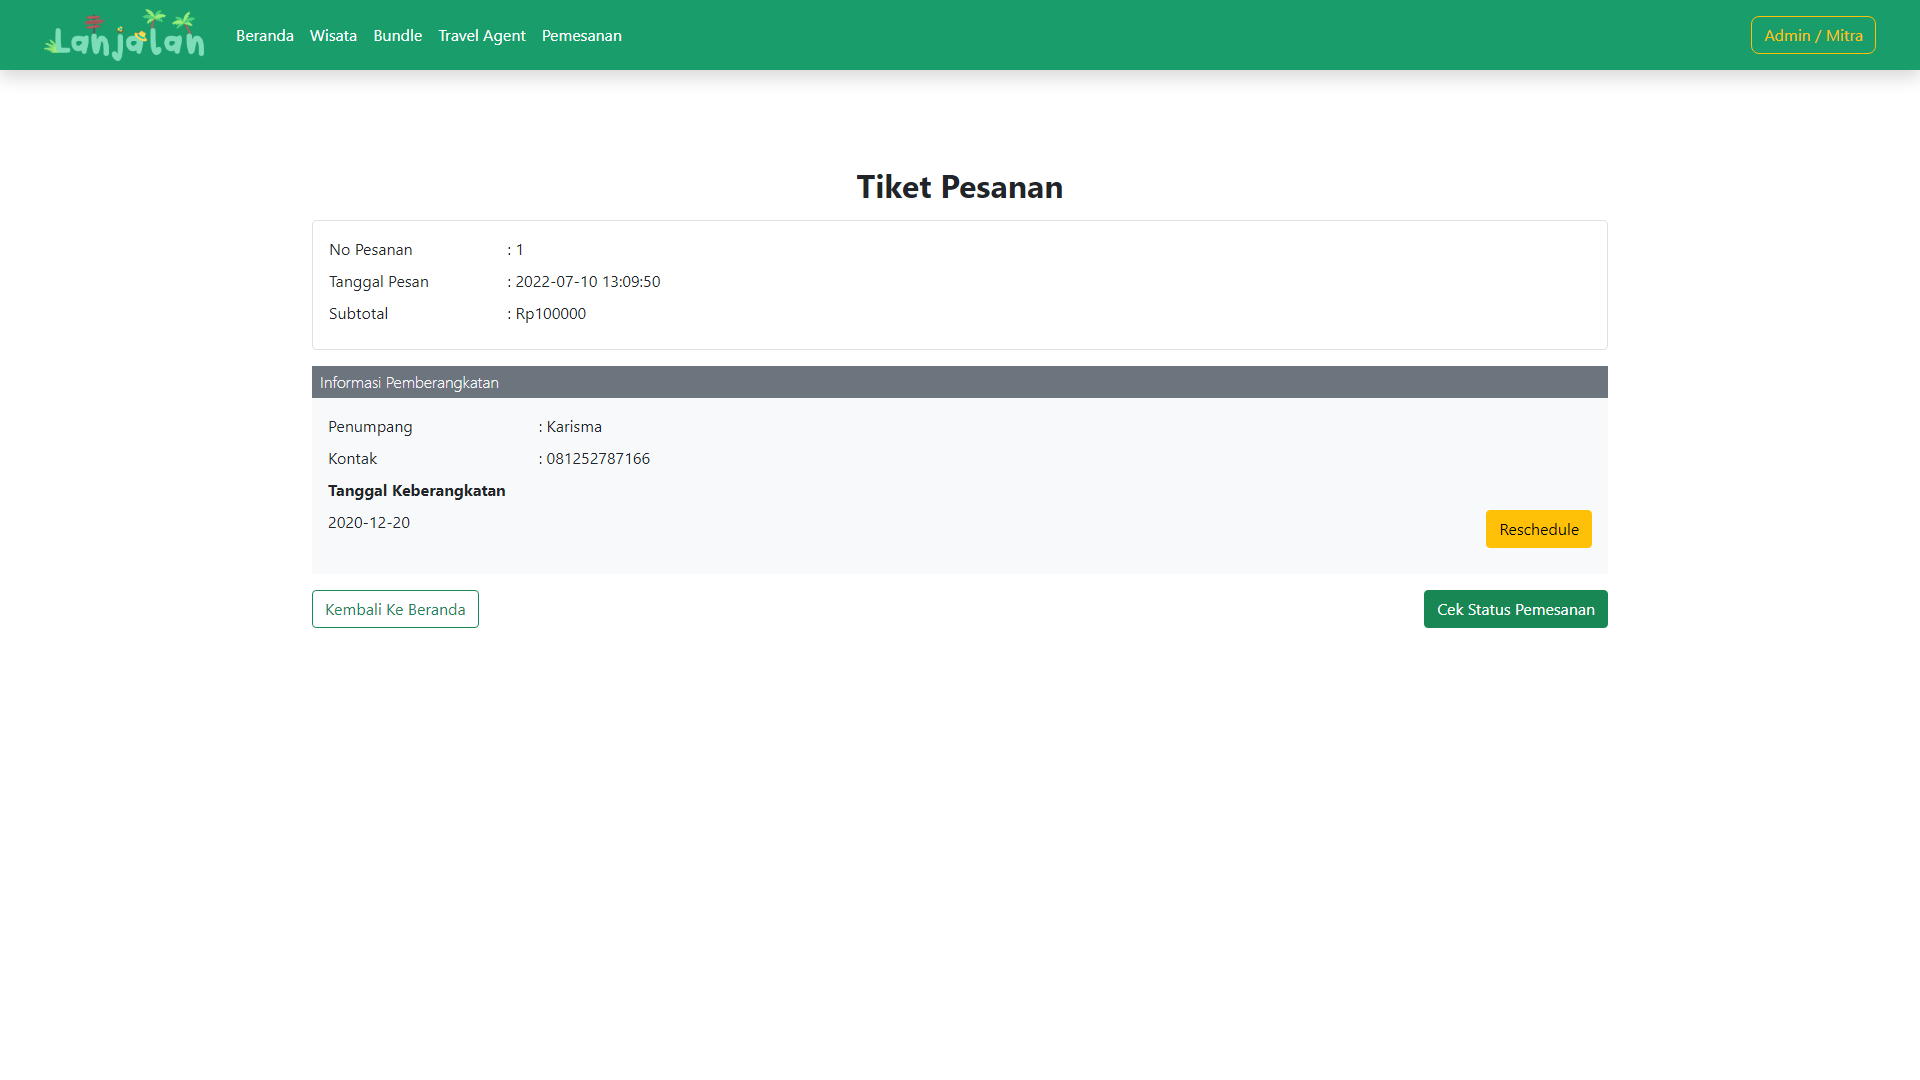 Lanjalan
Beranda Wisata Bundle Travel Agent Pemesanan
Admin / Mitra
Tiket Pesanan
No Pesanan : 1
Tanggal Pesan : 2022-07-10 13:09:50
Subtotal : Rp100000
Informasi Pemberangkatan
Penumpang : Karisma
Kontak : 081252787166
Tanggal Keberangkatan
2020-12-20
Reschedule
Kembali Ke Beranda
Cek Status Pemesanan